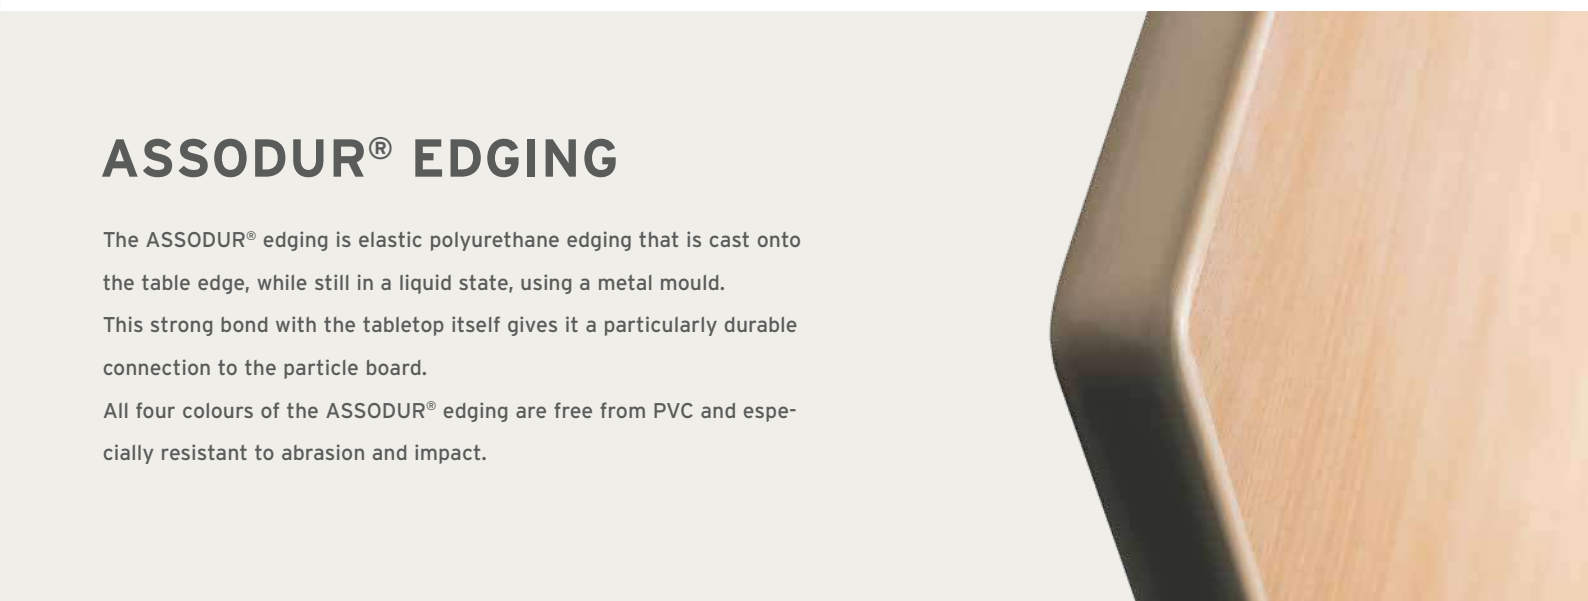 ASSODUR® EDGING
The ASSODUR® edging is elastic polyurethane edging that is cast onto
the table edge, while still in a liquid state, using a metal mould.
This strong bond with the tabletop itself gives it a particularly durable
connection to the particle board.
All four colours of the ASSODUR® edging are free from PVC and espe-
cially resistant to abrasion and impact.